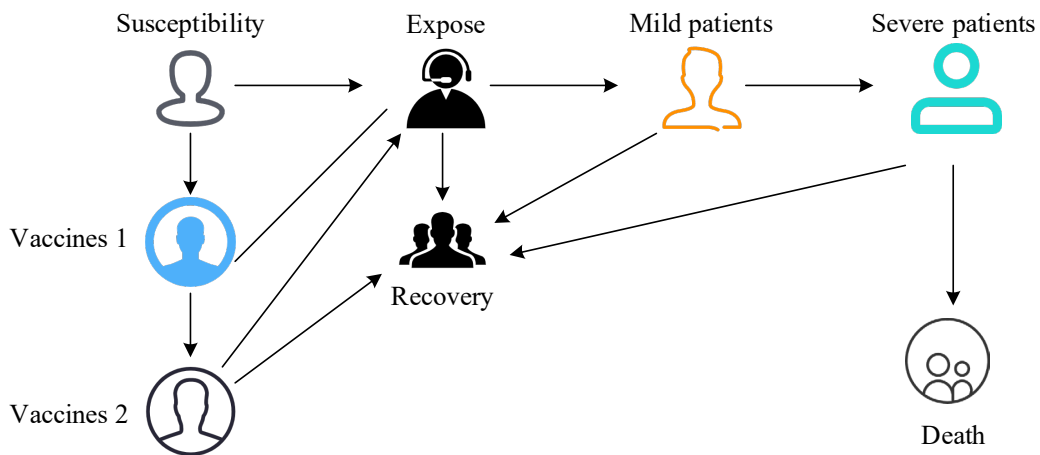 Susceptibility
Expose
Mild patients
Severe patients
Vaccines 1
Recovery
Vaccines 2
Death